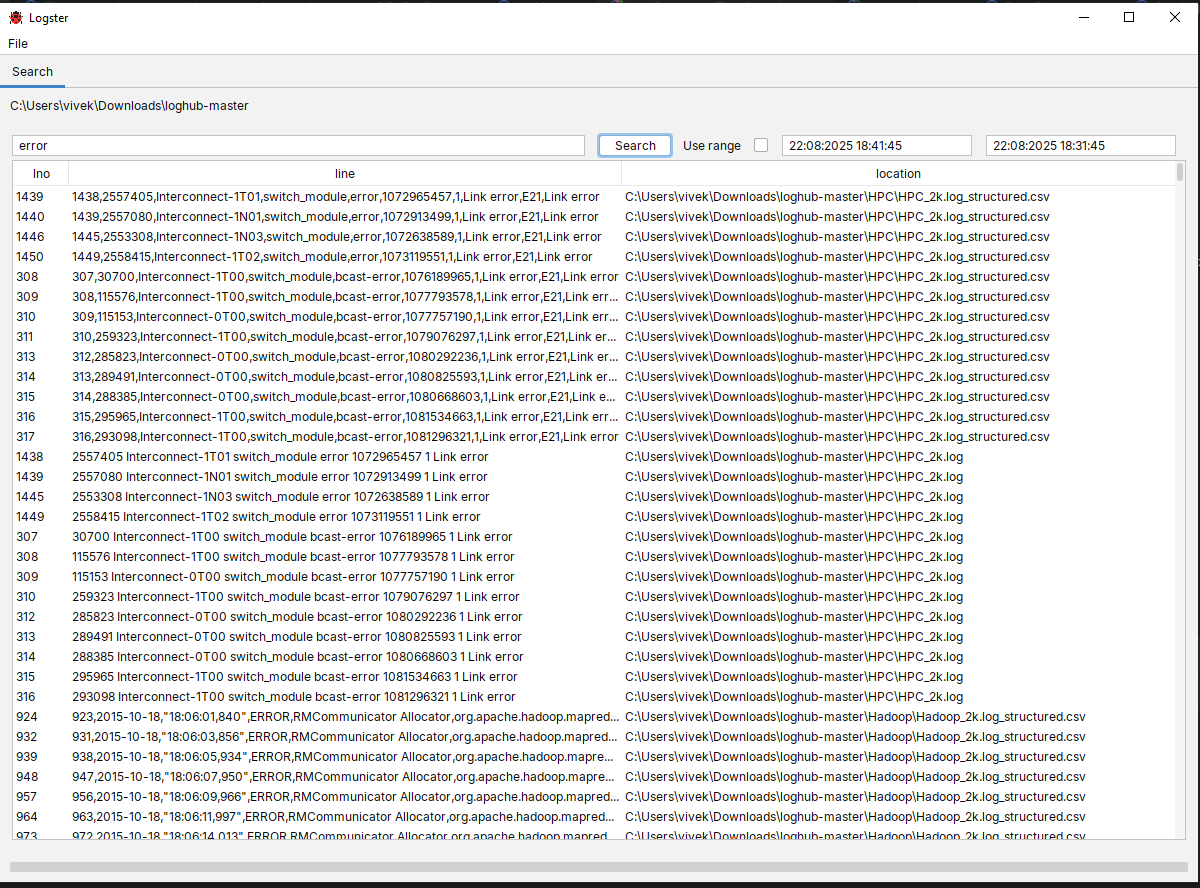 Logster
File
Search
C:\Users\vivek\Downloads\loghub-master
error Search Use range 22:08:2025 18:41:45 22:08:2025 18:31:45
lno line location
1439 1438,2557405,Interconnect-1T01,switch_module,error,1072965457,1,Link error,E21,Link error C:\Users\vivek\Downloads\loghub-master\HPC\HPC_2k.log_structured.csv
1440 1439,2557080,Interconnect-1N01,switch_module,error,1072913499,1,Link error,E21,Link error C:\Users\vivek\Downloads\loghub-master\HPC\HPC_2k.log_structured.csv
1446 1445,2553308,Interconnect-1N03,switch_module,error,1072638589,1,Link error,E21,Link error C:\Users\vivek\Downloads\loghub-master\HPC\HPC_2k.log_structured.csv
1450 1449,2558415,Interconnect-1T02,switch_module,error,1073119551,1,Link error,E21,Link error C:\Users\vivek\Downloads\loghub-master\HPC\HPC_2k.log_structured.csv
308 307,30700,Interconnect-1T00,switch_module,bcast-error,1076189965,1,Link error,E21,Link error C:\Users\vivek\Downloads\loghub-master\HPC\HPC_2k.log_structured.csv
309 308,115576,Interconnect-1T00,switch_module,bcast-error,1077793578,1,Link error,E21,Link err... C:\Users\vivek\Downloads\loghub-master\HPC\HPC_2k.log_structured.csv
310 309,115153,Interconnect-0T00,switch_module,bcast-error,1077757190,1,Link error,E21,Link err... C:\Users\vivek\Downloads\loghub-master\HPC\HPC_2k.log_structured.csv
311 310,259323,Interconnect-1T00,switch_module,bcast-error,1079076297,1,Link error,E21,Link er... C:\Users\vivek\Downloads\loghub-master\HPC\HPC_2k.log_structured.csv
313 312,285823,Interconnect-0T00,switch_module,bcast-error,1080292236,1,Link error,E21,Link er... C:\Users\vivek\Downloads\loghub-master\HPC\HPC_2k.log_structured.csv
314 313,289491,Interconnect-0T00,switch_module,bcast-error,1080825593,1,Link error,E21,Link er... C:\Users\vivek\Downloads\loghub-master\HPC\HPC_2k.log_structured.csv
315 314,288385,Interconnect-0T00,switch_module,bcast-error,1080668603,1,Link error,E21,Link e... C:\Users\vivek\Downloads\loghub-master\HPC\HPC_2k.log_structured.csv
316 315,295965,Interconnect-1T00,switch_module,bcast-error,1081534663,1,Link error,E21,Link err... C:\Users\vivek\Downloads\loghub-master\HPC\HPC_2k.log_structured.csv
317 316,293098,Interconnect-1T00,switch_module,bcast-error,1081296321,1,Link error,E21,Link error C:\Users\vivek\Downloads\loghub-master\HPC\HPC_2k.log_structured.csv
1438 2557405 Interconnect-1T01 switch_module error 1072965457 1 Link error C:\Users\vivek\Downloads\loghub-master\HPC\HPC_2k.log
1439 2557080 Interconnect-1N01 switch_module error 1072913499 1 Link error C:\Users\vivek\Downloads\loghub-master\HPC\HPC_2k.log
1445 2553308 Interconnect-1N03 switch_module error 1072638589 1 Link error C:\Users\vivek\Downloads\loghub-master\HPC\HPC_2k.log
1449 2558415 Interconnect-1T02 switch_module error 1073119551 1 Link error C:\Users\vivek\Downloads\loghub-master\HPC\HPC_2k.log
307 30700 Interconnect-1T00 switch_module bcast-error 1076189965 1 Link error C:\Users\vivek\Downloads\loghub-master\HPC\HPC_2k.log
308 115576 Interconnect-1T00 switch_module bcast-error 1077793578 1 Link error C:\Users\vivek\Downloads\loghub-master\HPC\HPC_2k.log
309 115153 Interconnect-0T00 switch_module bcast-error 1077757190 1 Link error C:\Users\vivek\Downloads\loghub-master\HPC\HPC_2k.log
310 259323 Interconnect-1T00 switch_module bcast-error 1079076297 1 Link error C:\Users\vivek\Downloads\loghub-master\HPC\HPC_2k.log
312 285823 Interconnect-0T00 switch_module bcast-error 1080292236 1 Link error C:\Users\vivek\Downloads\loghub-master\HPC\HPC_2k.log
313 289491 Interconnect-0T00 switch_module bcast-error 1080825593 1 Link error C:\Users\vivek\Downloads\loghub-master\HPC\HPC_2k.log
314 288385 Interconnect-0T00 switch_module bcast-error 1080668603 1 Link error C:\Users\vivek\Downloads\loghub-master\HPC\HPC_2k.log
315 295965 Interconnect-1T00 switch_module bcast-error 1081534663 1 Link error C:\Users\vivek\Downloads\loghub-master\HPC\HPC_2k.log
316 293098 Interconnect-1T00 switch_module bcast-error 1081296321 1 Link error C:\Users\vivek\Downloads\loghub-master\HPC\HPC_2k.log
924 923,2015-10-18,"18:06:01,840",ERROR,RMCommunicator Allocator,org.apache.hadoop.mapred... C:\Users\vivek\Downloads\loghub-master\Hadoop\Hadoop_2k.log_structured.csv
932 931,2015-10-18,"18:06:03,856",ERROR,RMCommunicator Allocator,org.apache.hadoop.mapred... C:\Users\vivek\Downloads\loghub-master\Hadoop\Hadoop_2k.log_structured.csv
939 938,2015-10-18,"18:06:05,934",ERROR,RMCommunicator Allocator,org.apache.hadoop.mapre... C:\Users\vivek\Downloads\loghub-master\Hadoop\Hadoop_2k.log_structured.csv
948 947,2015-10-18,"18:06:07,950",ERROR,RMCommunicator Allocator,org.apache.hadoop.mapre... C:\Users\vivek\Downloads\loghub-master\Hadoop\Hadoop_2k.log_structured.csv
957 956,2015-10-18,"18:06:09,966",ERROR,RMCommunicator Allocator,org.apache.hadoop.mapred... C:\Users\vivek\Downloads\loghub-master\Hadoop\Hadoop_2k.log_structured.csv
964 963,2015-10-18,"18:06:11,997",ERROR,RMCommunicator Allocator,org.apache.hadoop.mapred... C:\Users\vivek\Downloads\loghub-master\Hadoop\Hadoop_2k.log_structured.csv
973 972,2015-10-18,"18:06:14,013",ERROR,RMCommunicator Allocator,org.apache.hadoop.mapred... C:\Users\vivek\Downloads\loghub-master\Hadoop\Hadoop_2k.log_structured.csv